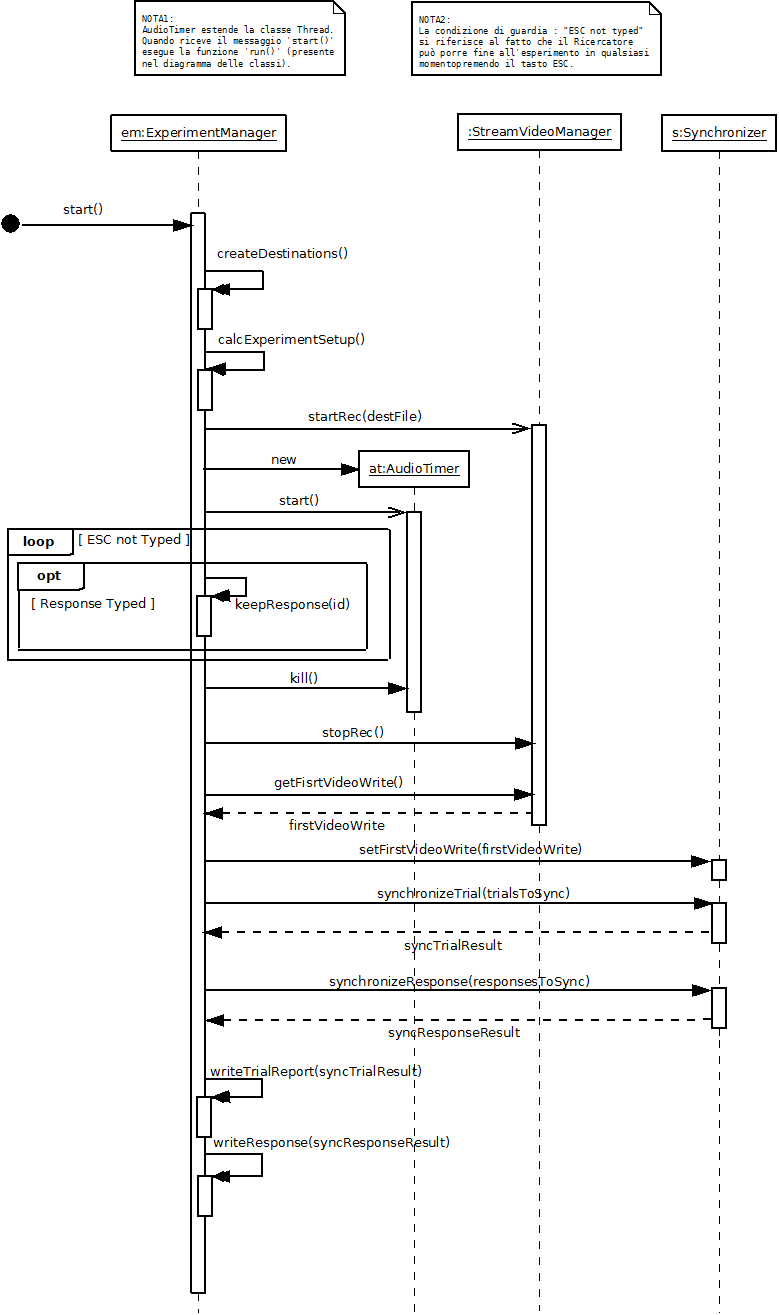 NOTA1:
AudioTimer estende la classe Thread.
Quando riceve il messaggio 'start()'
esegue la funzione 'run()' (presente
nel diagramma delle classi).
NOTA2:
La condizione di guardia : "ESC not typed"
si riferisce al fatto che il Ricercatore
può porre fine all'esperimento in qualsiasi
momentopremendo il tasto ESC.
em:ExperimentManager
:StreamVideoManager
s:Synchronizer
start()
createDestinations()
calcExperimentSetup()
startRec(destFile)
new
at:AudioTimer
start()
loop
[ ESC not Typed ]
opt
[ Response Typed ]
keepResponse(id)
kill()
stopRec()
getFisrtVideoWrite()
firstVideoWrite
setFirstVideoWrite(firstVideoWrite)
synchronizeTrial(trialsToSync)
syncTrialResult
synchronizeResponse(responsesToSync)
syncResponseResult
writeTrialReport(syncTrialResult)
writeResponse(syncResponseResult)